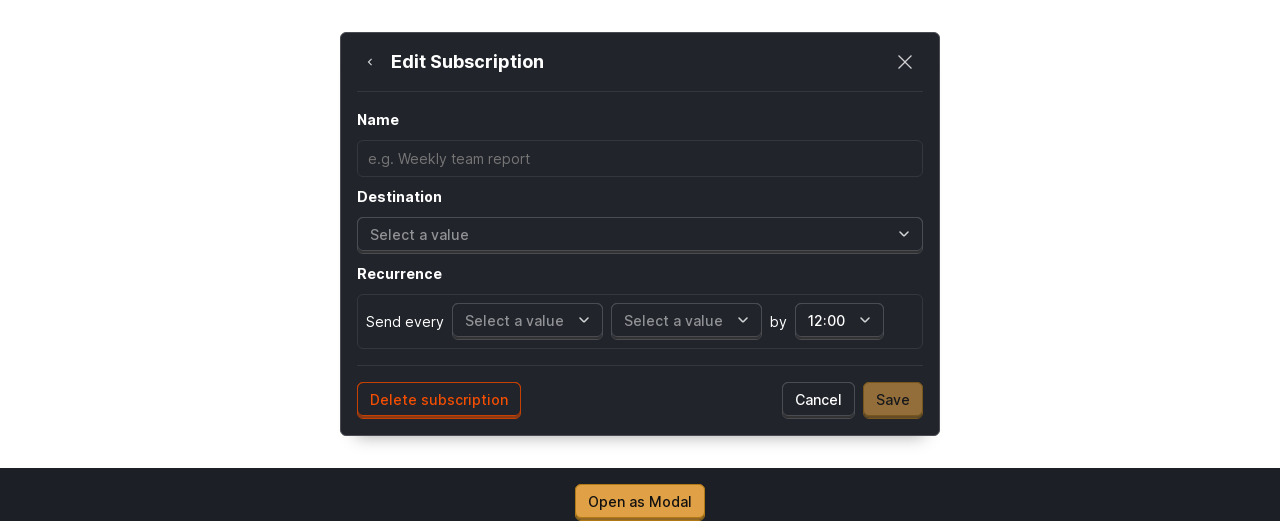 Edit Subscription
Name
e.g. Weekly team report
Destination
Select a value
Recurrence
Send every Select a value Select a value by 12:00
Delete subscription Cancel Save
Open as Modal